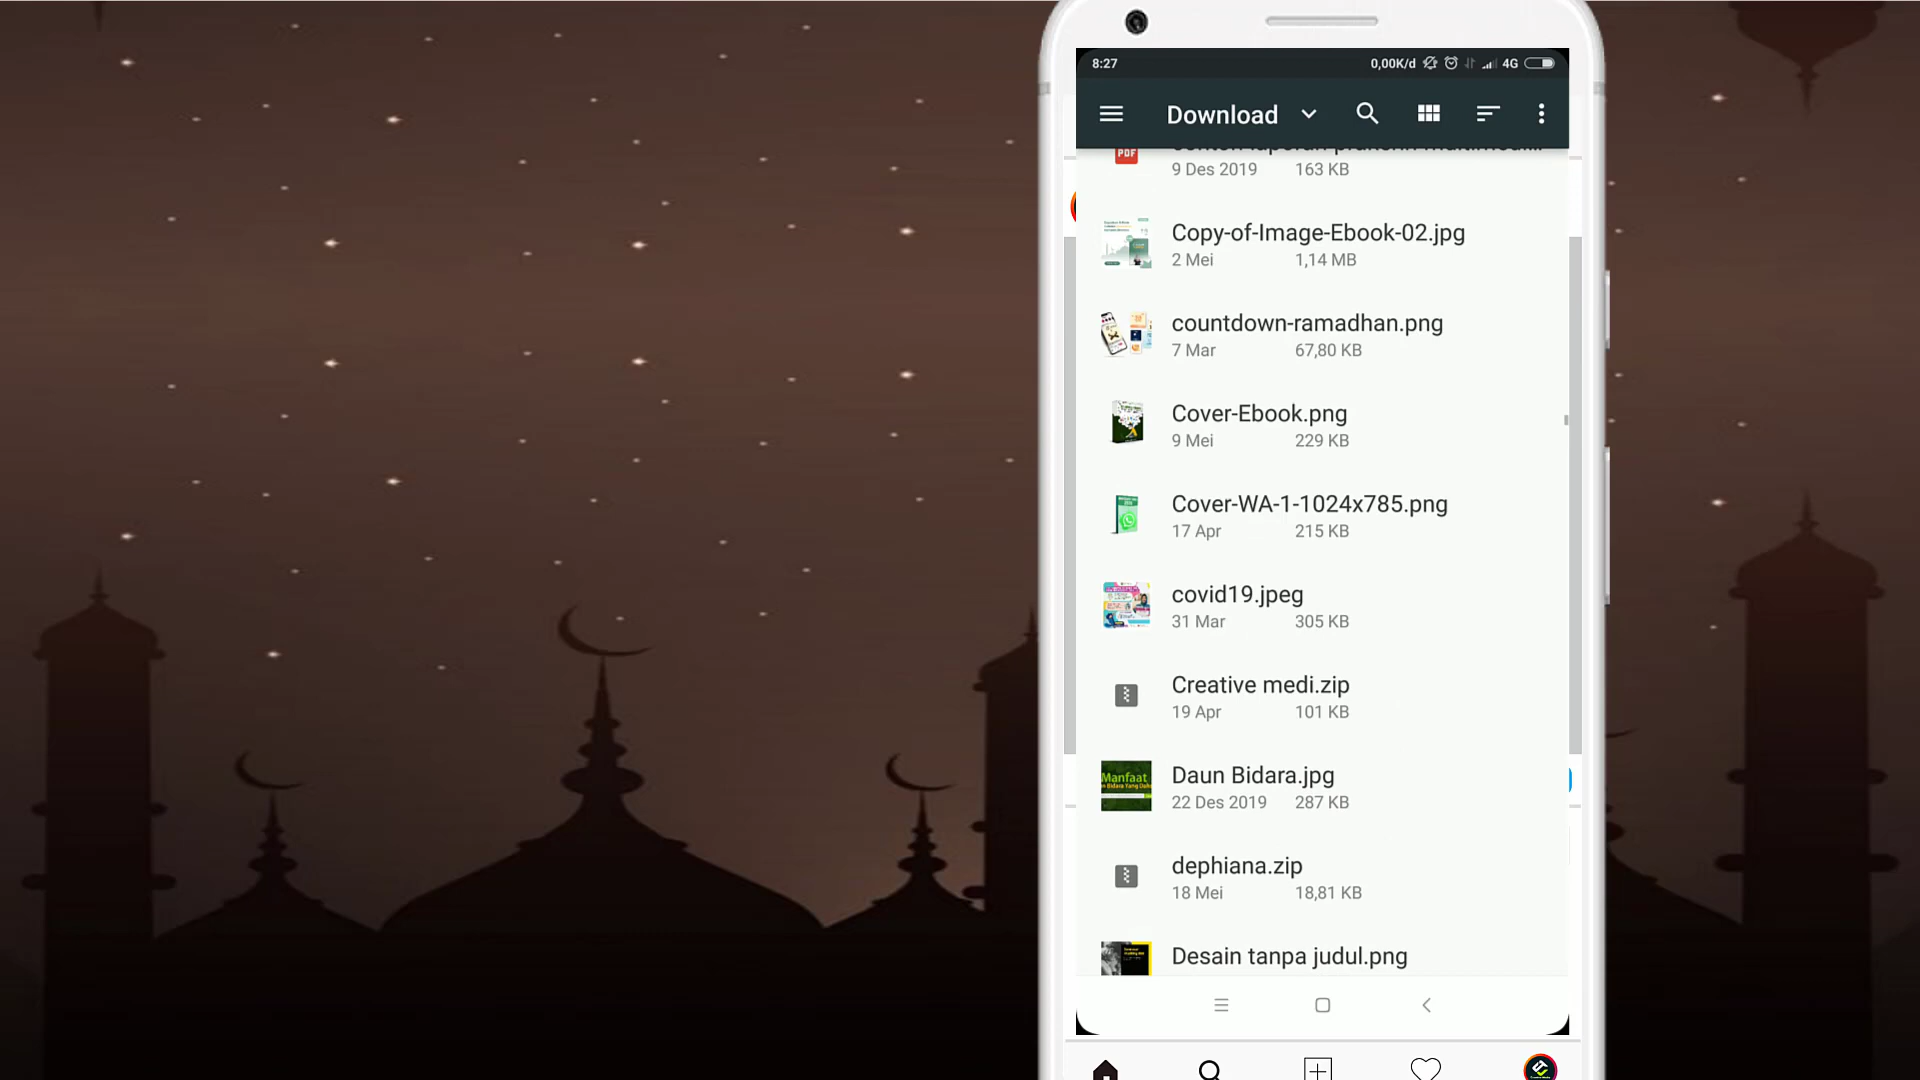 8:27 0,00K/d 4G
Download
PDF
9 Des 2019 163 KB
Copy-of-Image-Ebook-02.jpg
2 Mei 1,14 MB
countdown-ramadhan.png
7 Mar 67,80 KB
Cover-Ebook.png
9 Mei 229 KB
Cover-WA-1-1024x785.png
17 Apr 215 KB
covid19.jpeg
31 Mar 305 KB
Creative medi.zip
19 Apr 101 KB
Manfaat
Daun Bidara.jpg
22 Des 2019 287 KB
dephiana.zip
18 Mei 18,81 KB
Desain tanpa judul.png